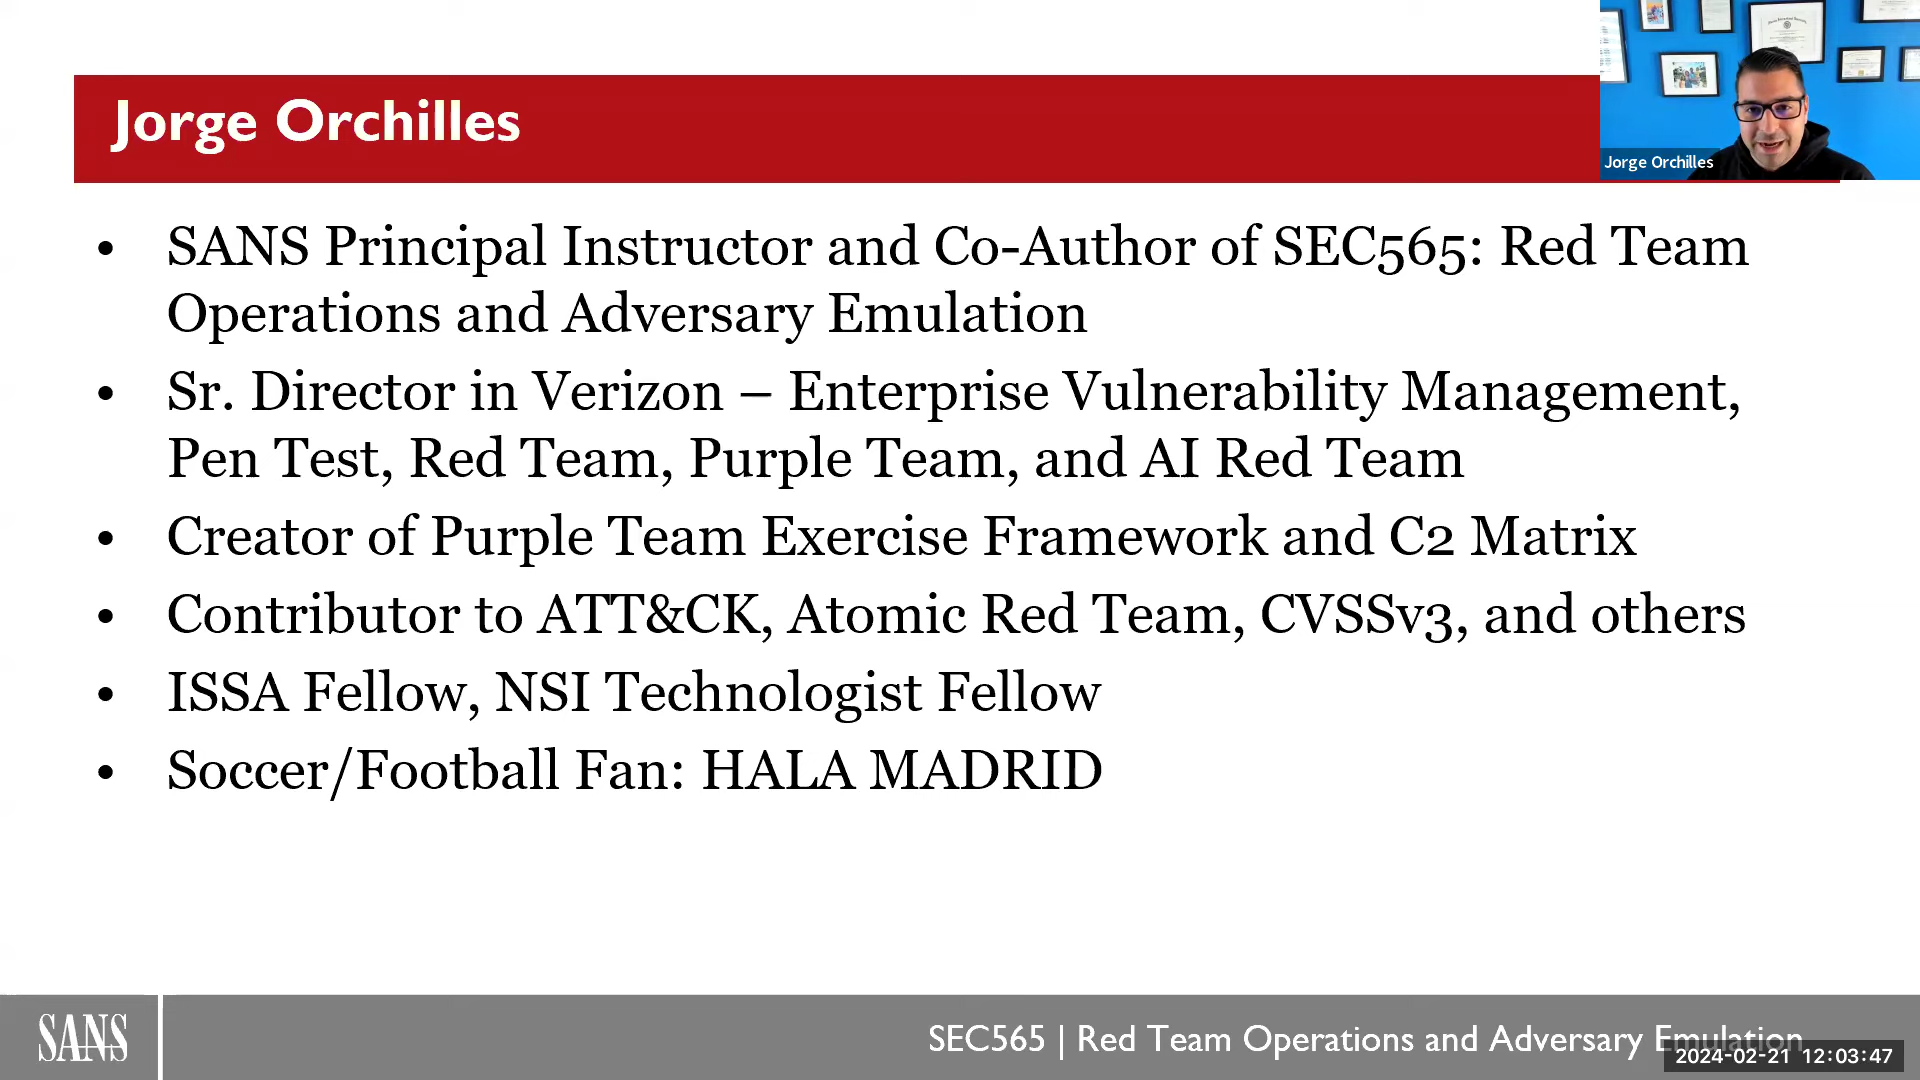 Jorge Orchilles
Jorge Orchilles
• SANS Principal Instructor and Co-Author of SEC565: Red Team
Operations and Adversary Emulation
• Sr. Director in Verizon – Enterprise Vulnerability Management,
Pen Test, Red Team, Purple Team, and AI Red Team
• Creator of Purple Team Exercise Framework and C2 Matrix
• Contributor to ATT&CK, Atomic Red Team, CVSSv3, and others
• ISSA Fellow, NSI Technologist Fellow
• Soccer/Football Fan: HALA MADRID
SANS
SEC565 | Red Team Operations and Adversary Emulation
2024-02-21 12:03:47